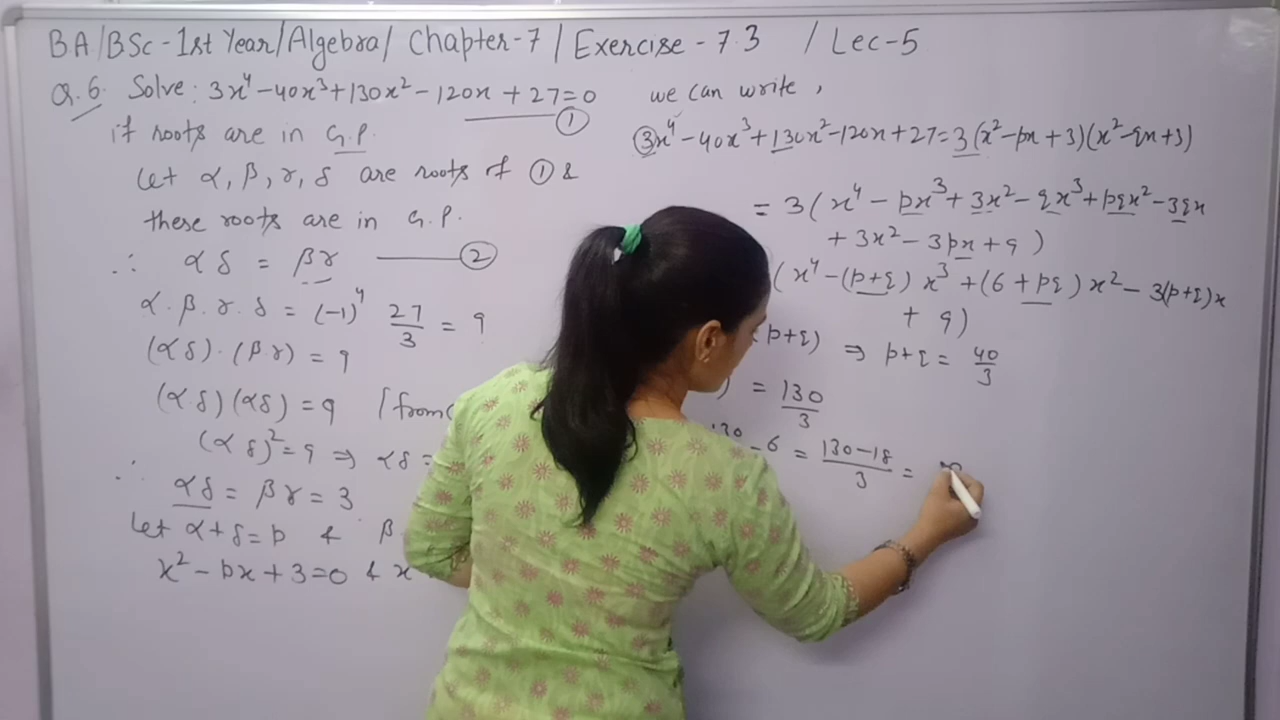 BA/BSc-1st Year/Algebra/ Chapter-7 / Exercise-7.3 / Lec-5
Q.6. Solve: 3x⁴-40x³+130x²-120x+27=0 ①
if roots are in G.P.
Let α, β, γ, δ are roots of ① &
these roots are in G.P.
∴ αδ = βγ ②
α.β.γ.δ = (-1)⁴ 27/3 = 9
(αδ).(βγ) = 9
(αδ)(αδ) = 9 [from
(αδ)²=9 ⇒ αδ =
∴ αδ = βγ = 3
Let α+δ=p & β
x²-px+3=0 & x
we can write,
3x⁴-40x³+130x²-120x+27=3(x²-px+3)(x²-qx+3)
= 3(x⁴-px³+3x²-qx³+pqx²-3qx
+3x²-3px+9)
(x⁴-(p+q)x³+(6+pq)x²-3(p+q)x
+9)
(p+q) ⇒ p+q = 40/3
) = 130/3
130 -6 = 130-18/3 =